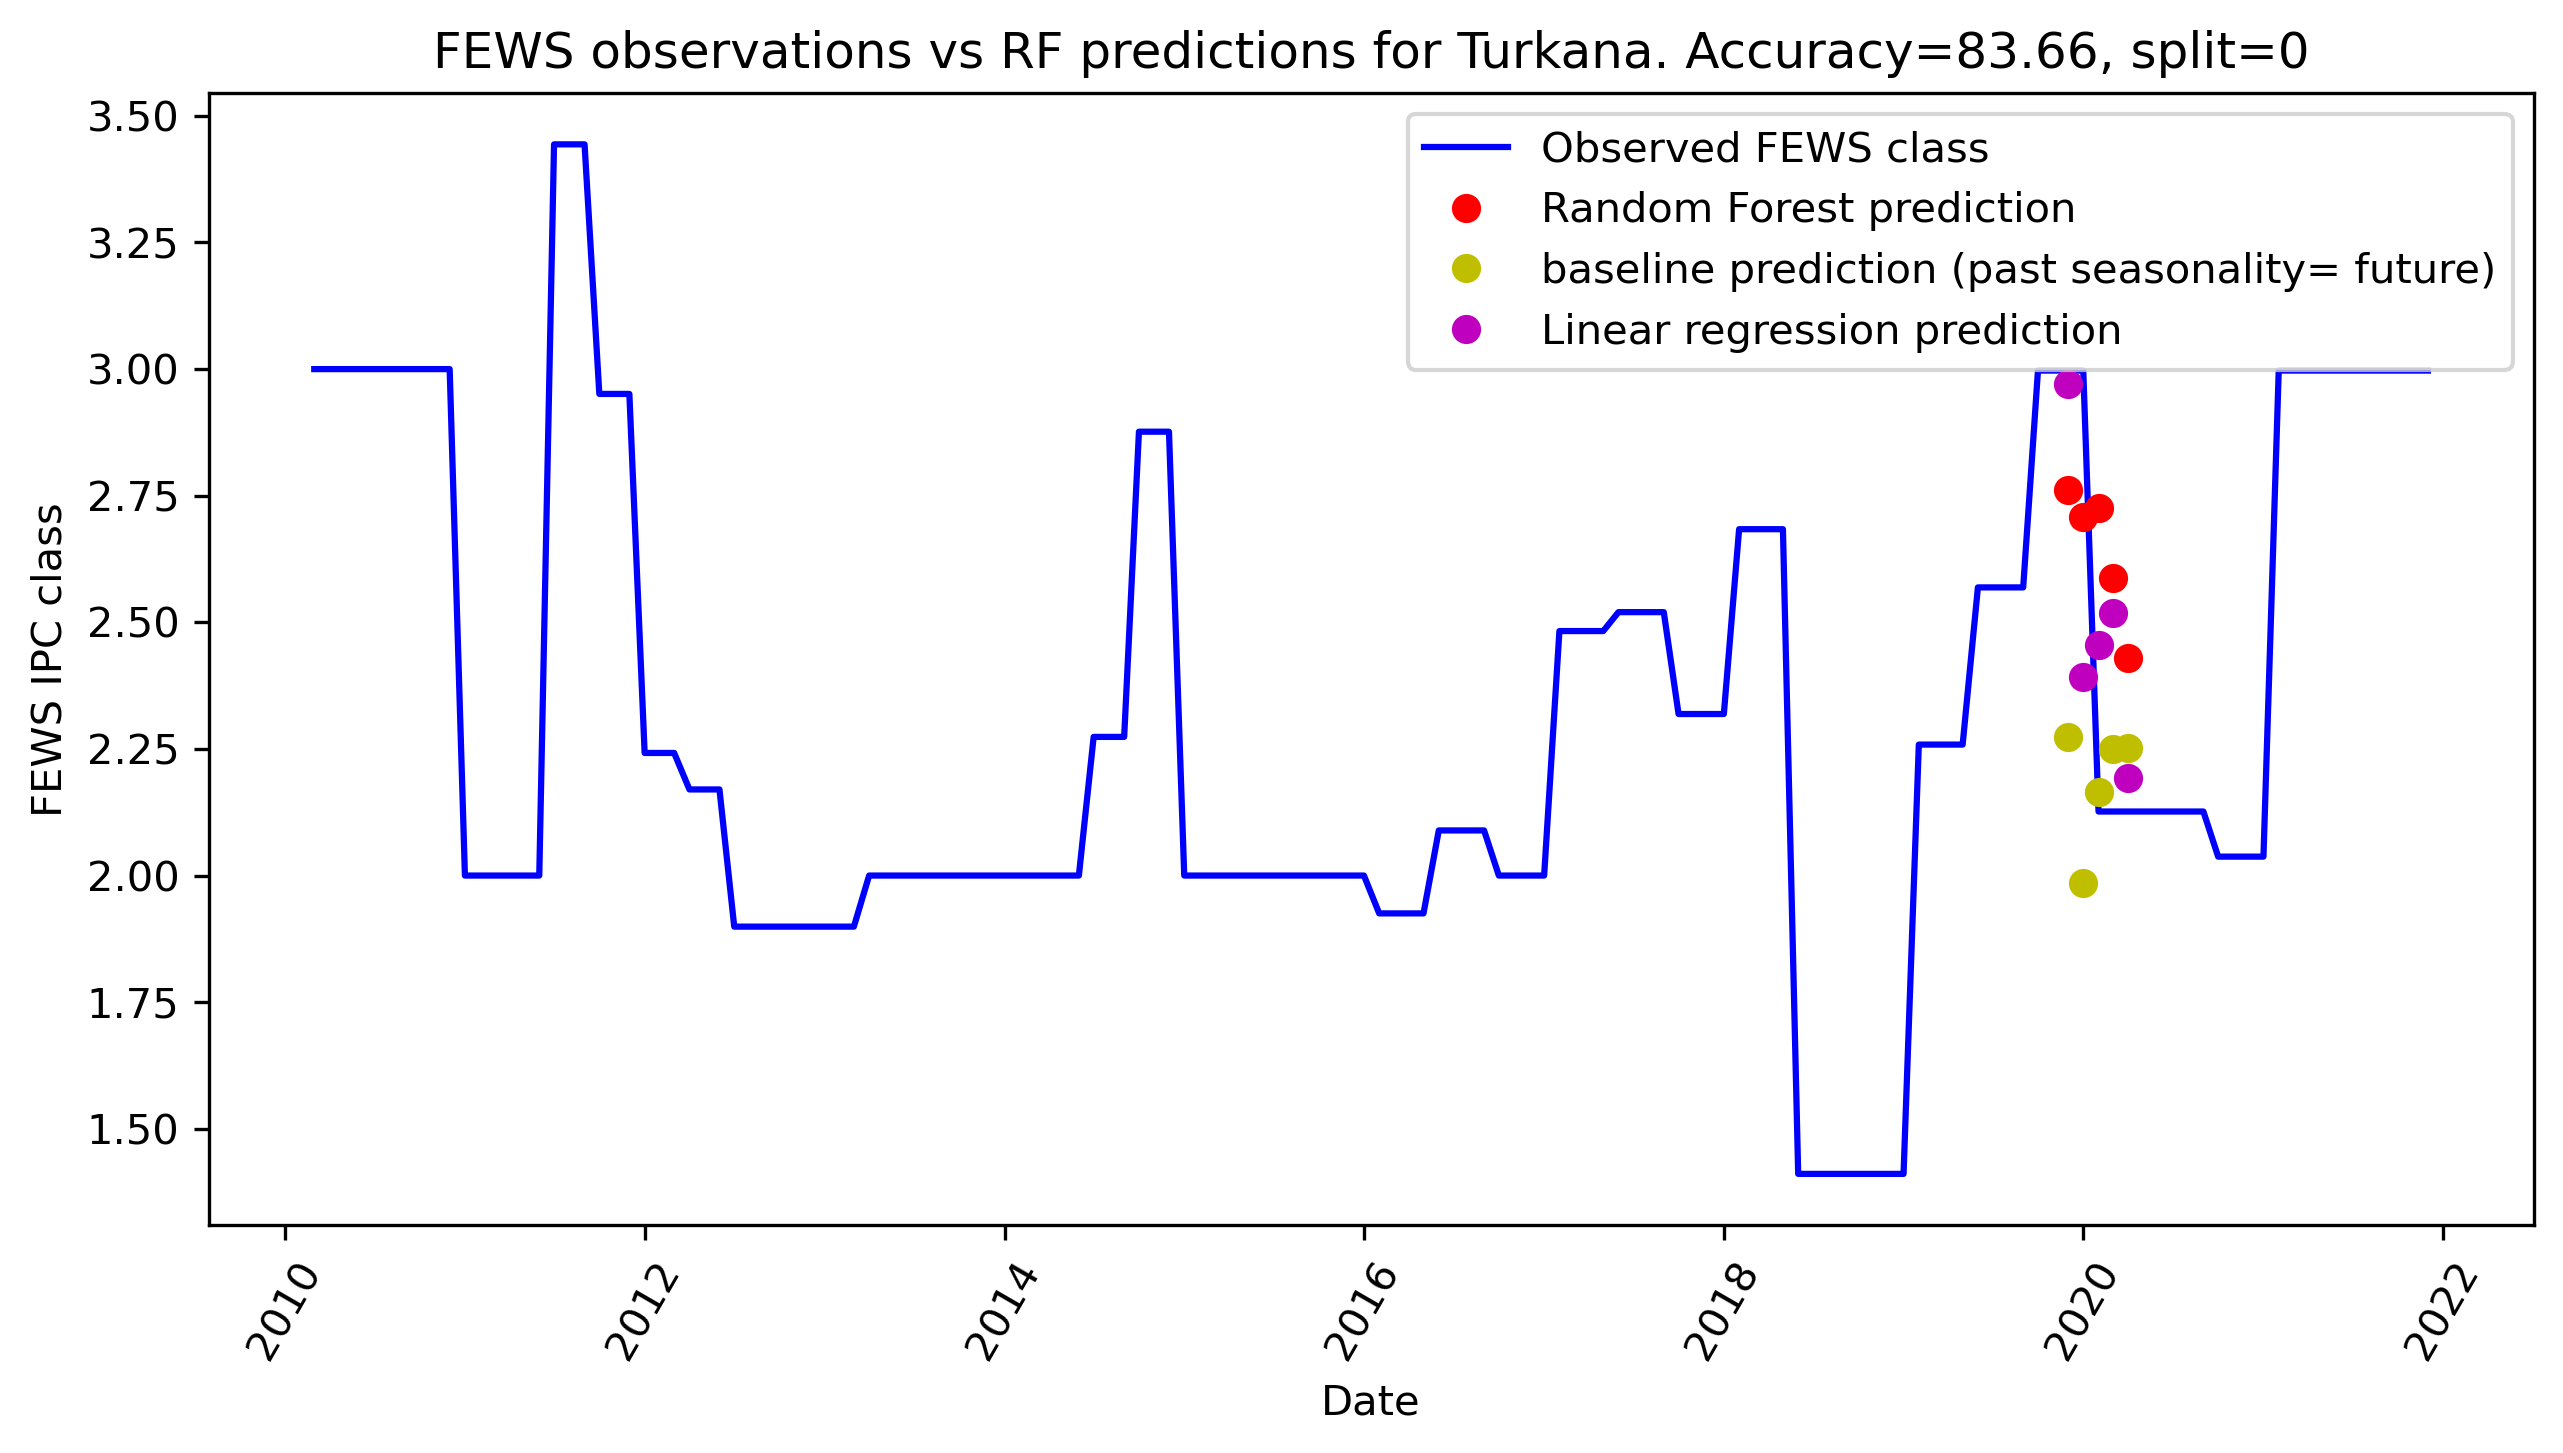 FEWS observations vs RF predictions for Turkana. Accuracy=83.66, split=0
Observed FEWS class
Random Forest prediction
baseline prediction (past seasonality= future)
Linear regression prediction
FEWS IPC class
3.50
3.25
3.00
2.75
2.50
2.25
2.00
1.75
1.50
2010
2012
2014
2016
2018
2020
2022
Date